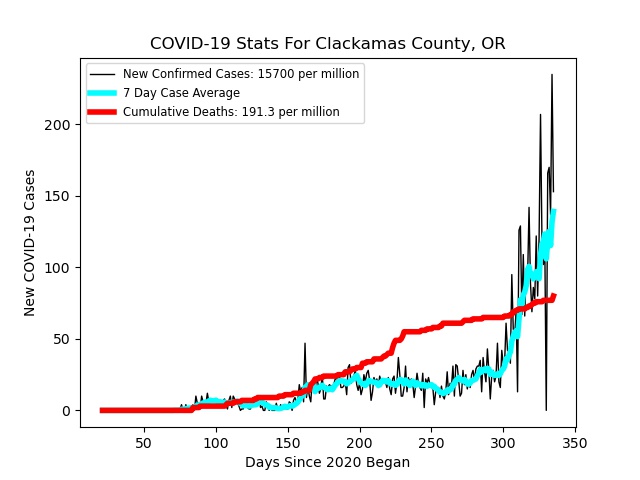 COVID-19 Stats For Clackamas County, OR
New Confirmed Cases: 15700 per million
7 Day Case Average
Cumulative Deaths: 191.3 per million
New COVID-19 Cases
200
150
100
50
0
50 100 150 200 250 300 350
Days Since 2020 Began